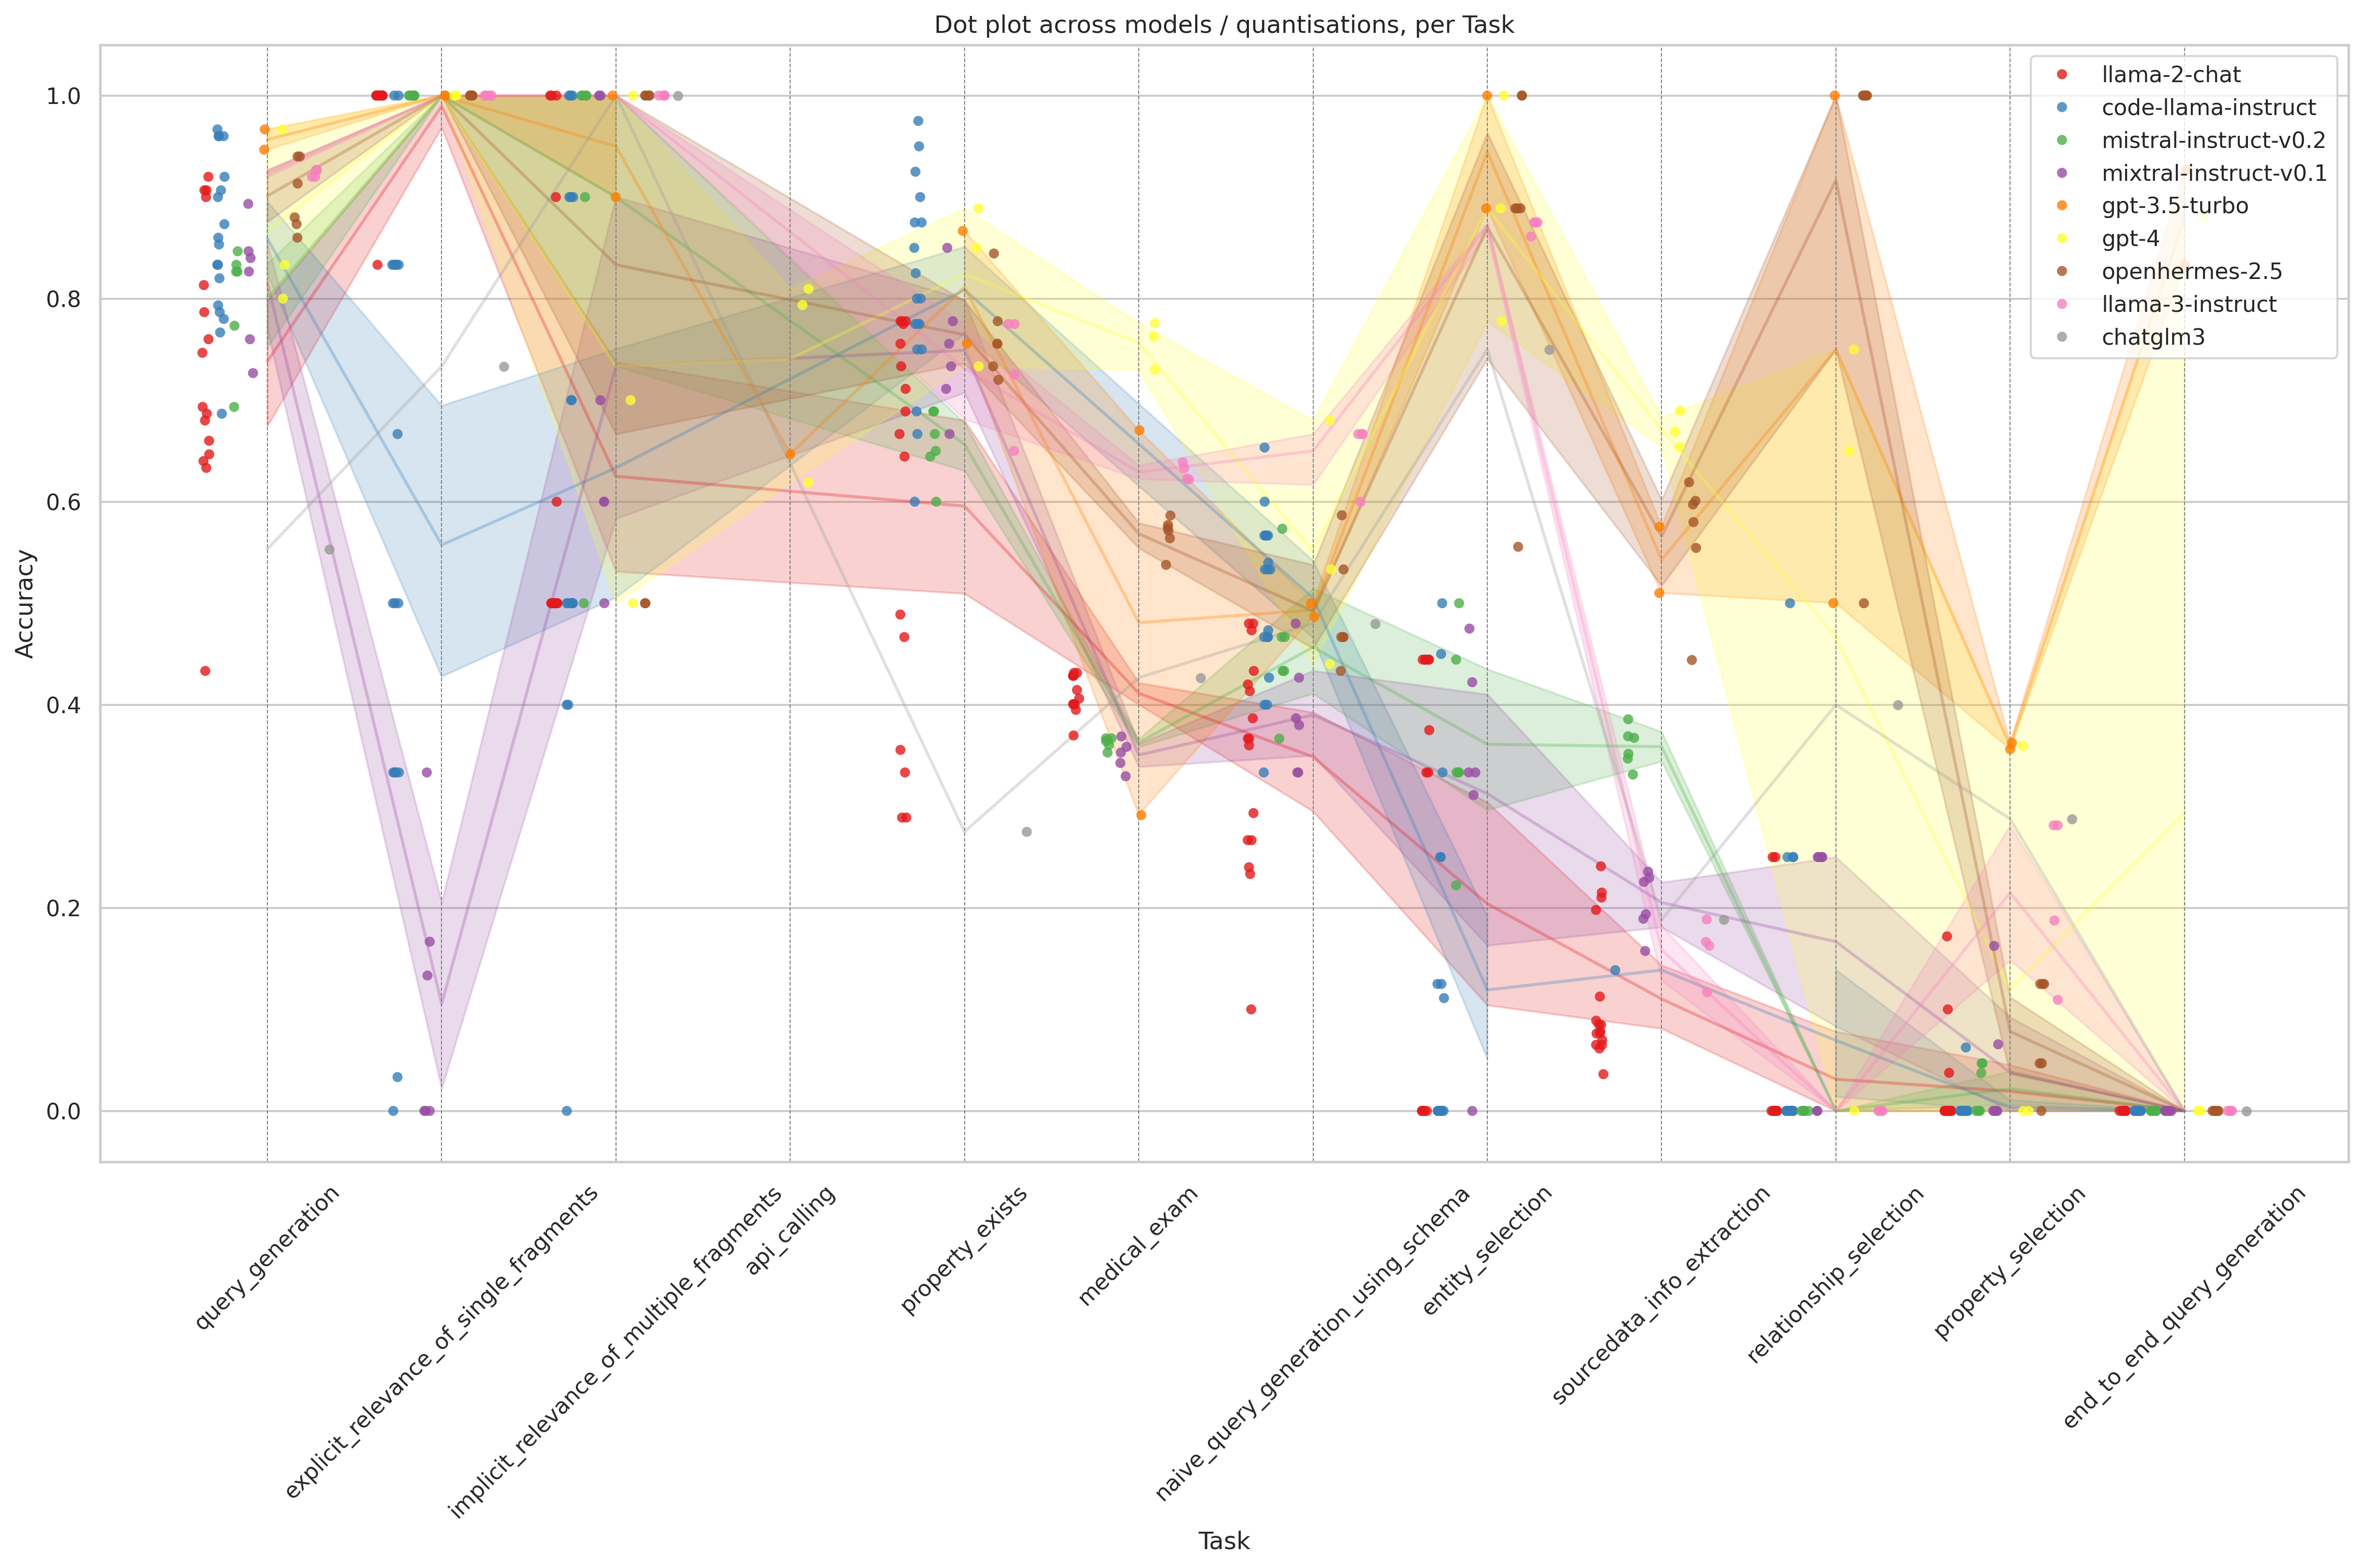 Dot plot across models / quantisations, per Task
llama-2-chat
code-llama-instruct
mistral-instruct-v0.2
mixtral-instruct-v0.1
gpt-3.5-turbo
gpt-4
openhermes-2.5
llama-3-instruct
chatglm3
Accuracy
1.0
0.8
0.6
0.4
0.2
0.0
query_generation
explicit_relevance_of_single_fragments
implicit_relevance_of_multiple_fragments
api_calling
property_exists
medical_exam
naive_query_generation_using_schema
entity_selection
sourcedata_info_extraction
relationship_selection
property_selection
end_to_end_query_generation
Task